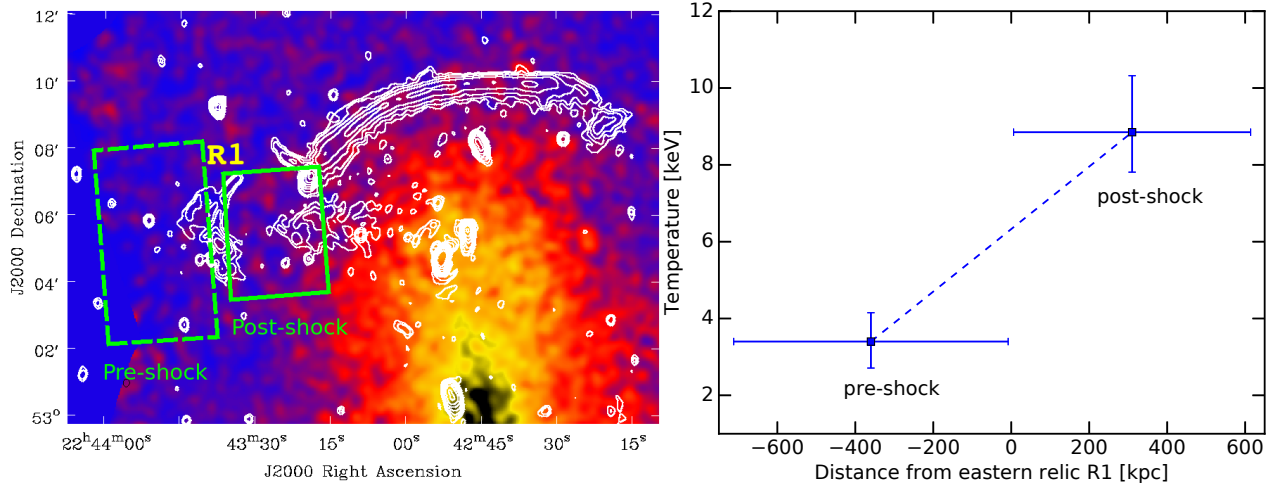 12′
10′
08′
06′
04′
02′
53°
J2000 Declination
R1
Post-shock
Pre-shock
22ʰ44ᵐ00ˢ
43ᵐ30ˢ
15ˢ
00ˢ
42ᵐ45ˢ
30ˢ
15ˢ
J2000 Right Ascension
12
10
8
6
4
2
Temperature [keV]
post-shock
pre-shock
−600
−400
−200
0
200
400
600
Distance from eastern relic R1 [kpc]